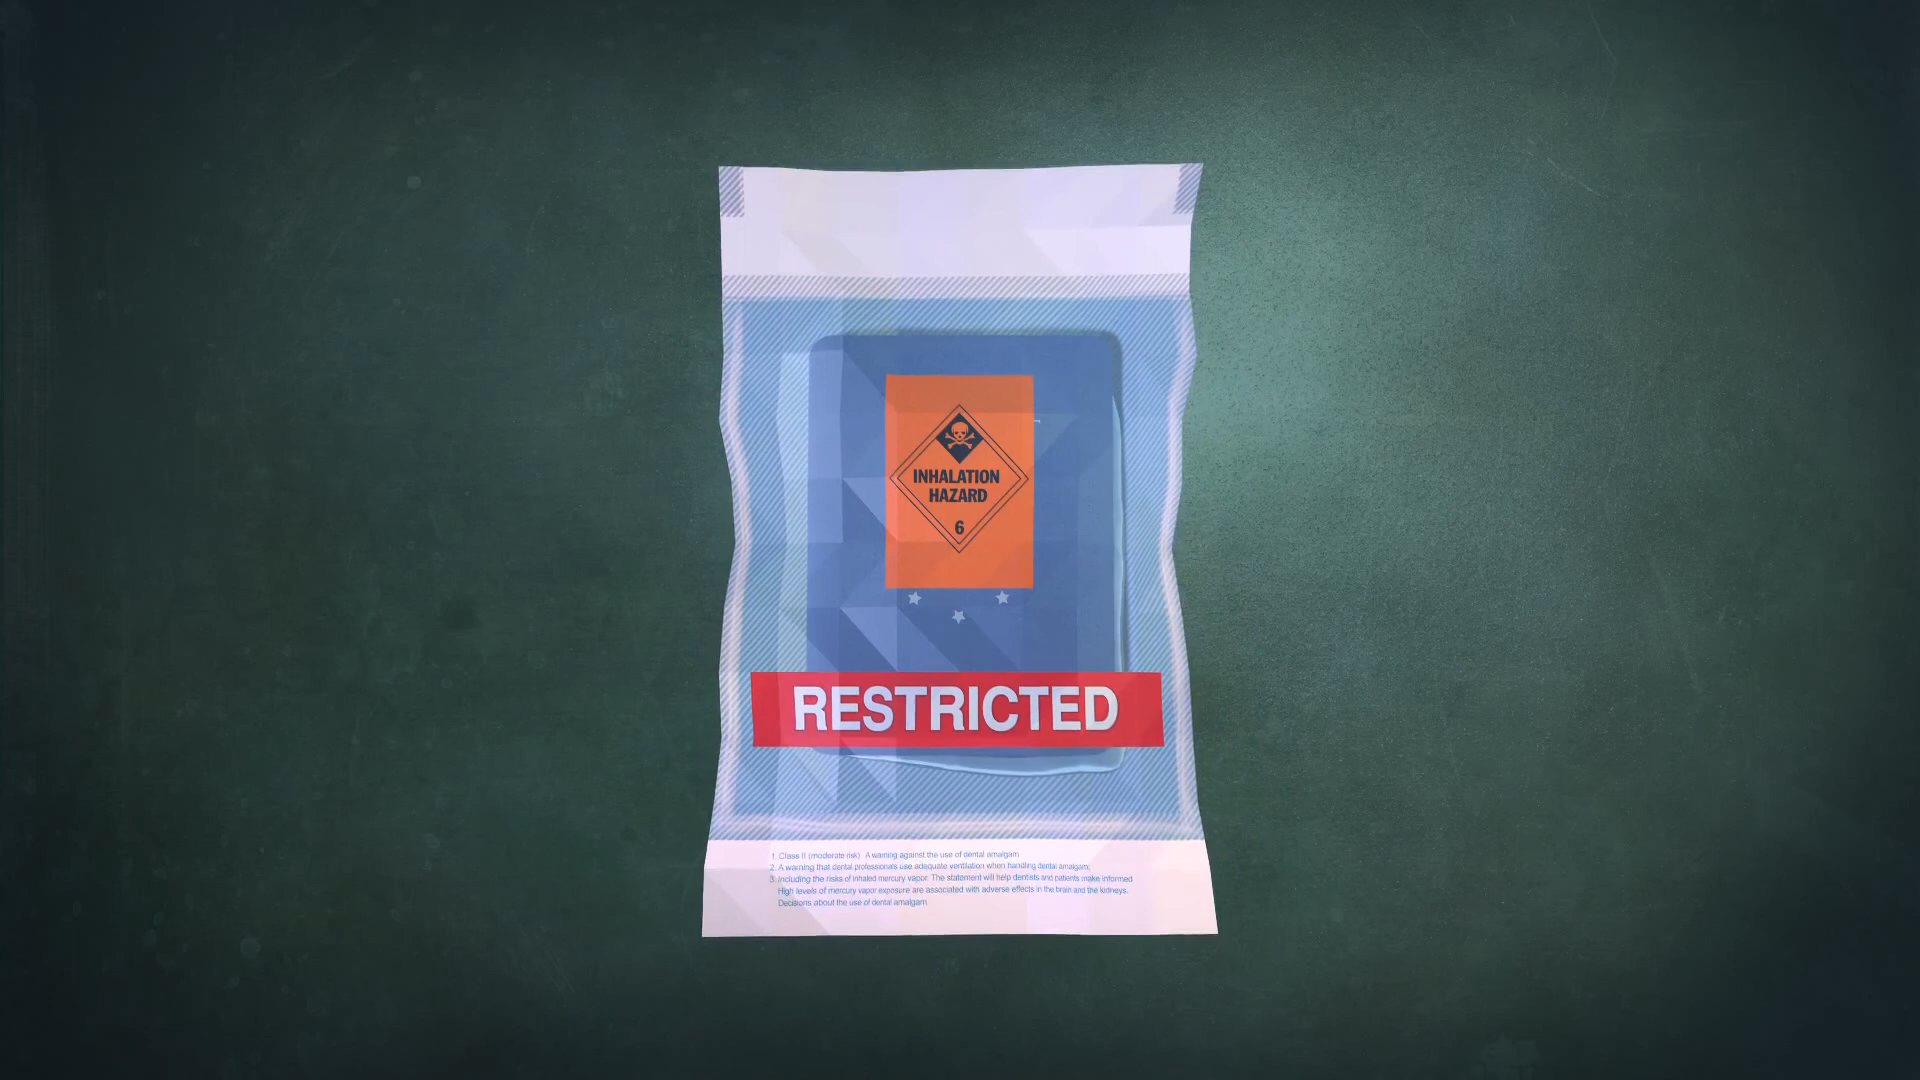 INHALATION
HAZARD
6
RESTRICTED
1. Class II (moderate risk). A warning against the use of dental amalgam
2. A warning that dental professionals use adequate ventilation when handling dental amalgam;
3. Including the risks of inhaled mercury vapor. The statement will help dentists and patients make informed
High levels of mercury vapor exposure are associated with adverse effects in the brain and the kidneys.
Decisions about the use of dental amalgam.